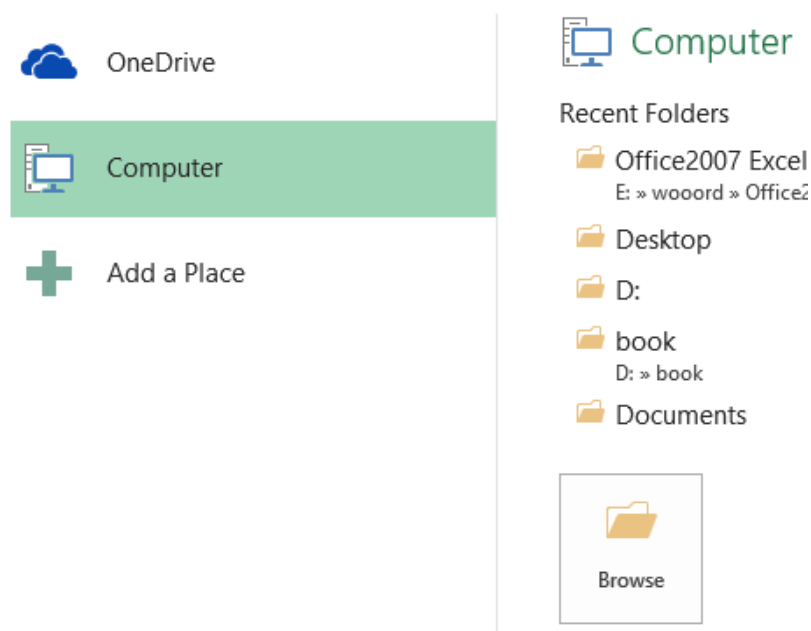 OneDrive
Computer
Add a Place
Computer
Recent Folders
Office2007 Excel
E: » wooord » Office2
Desktop
D:
book
D: » book
Documents
Browse